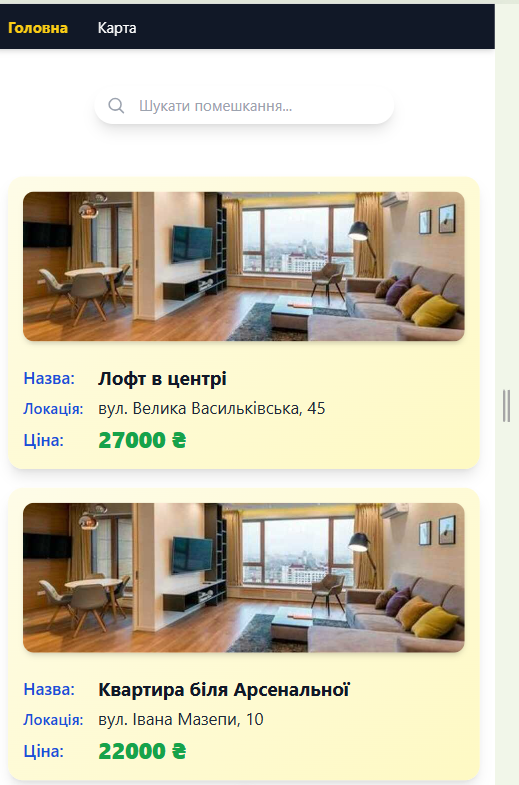 Головна Карта
Шукати помешкання...
Назва: Лофт в центрі
Локація: вул. Велика Васильківська, 45
Ціна: 27000 ₴
Назва: Квартира біля Арсенальної
Локація: вул. Івана Мазепи, 10
Ціна: 22000 ₴